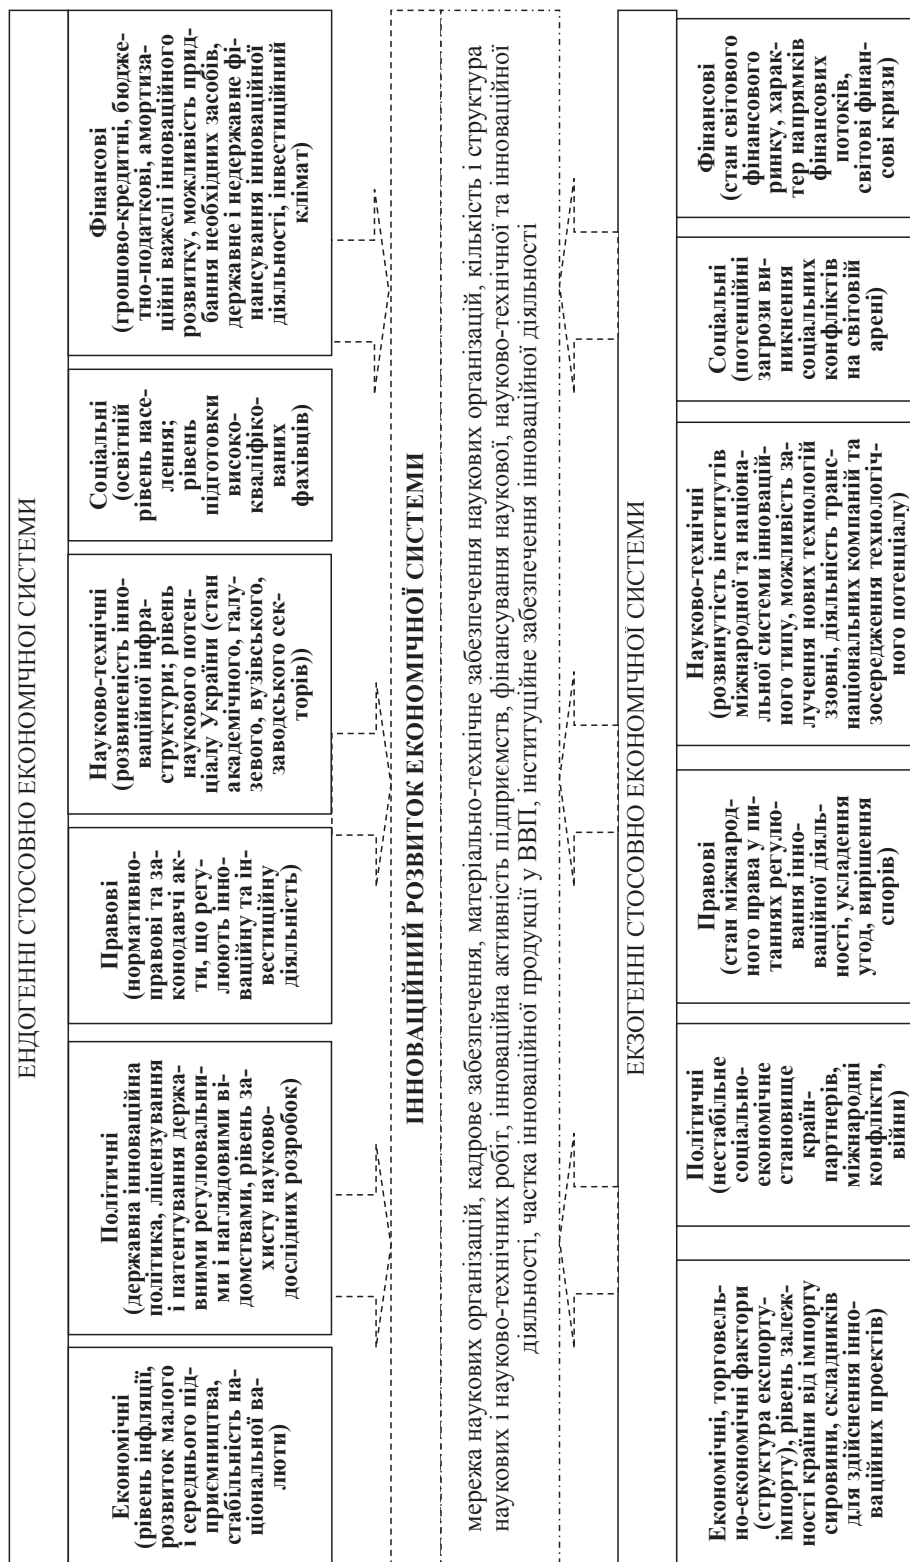 ЕНДОГЕННІ СТОСОВНО ЕКОНОМІЧНОЇ СИСТЕМИ
Економічні
(рівень інфляції,
розвиток малого
і середнього під-
приємництва,
стабільність на-
ціональної ва-
люти)
Політичні
(державна інноваційна
політика, ліцензування
і патентування держав-
вними регулювальни-
ми і наглядовими ві-
домствами, рівень за-
хисту науково-
дослідних розробок)
Правові
(нормативно-
правові та за-
конодавчі ак-
ти, що регу-
люють інно-
ваційну та ін-
вестиційну
діяльність)
Науково-технічні
(розвиненість інно-
ваційної інфра-
структури; рівень
наукового потен-
ціалу України (стан
академічного, галу-
зевого, вузівського,
заводського сек-
торів))
Соціальні
(освітній
рівень насе-
лення;
рівень
підготовки
високо-
кваліфіко-
ваних
фахівців)
Фінансові
(грошово-кредитні, бюдже-
тно-податкові, амортиза-
ційні важелі інноваційного
розвитку, можливість прид-
бання необхідних засобів,
державне і недержавне фі-
нансування інноваційної
діяльності, інвестиційний
клімат)
ІННОВАЦІЙНИЙ РОЗВИТОК ЕКОНОМІЧНОЇ СИСТЕМИ
мережа наукових організацій, кадрове забезпечення, матеріально-технічне забезпечення наукових організацій, кількість і структура
наукових і науково-технічних робіт, інноваційна активність підприємств, фінансування наукової, науково-технічної та інноваційної
діяльності, частка інноваційної продукції у ВВП, інституційне забезпечення інноваційної діяльності
ЕКЗОГЕННІ СТОСОВНО ЕКОНОМІЧНОЇ СИСТЕМИ
Економічні, торговель-
но-економічні фактори
(структура експорту-
імпорту), рівень залеж-
ності країни від імпорту
сировини, складників
для здійснення інно-
ваційних проектів)
Політичні
(нестабільне
соціально-
економічне
становище
країн-
партнерів,
міжнародні
конфлікти,
війни)
Правові
(стан міжнарод-
ного права у пи-
таннях регулю-
вання інно-
ваційної діяль-
ності, укладення
угод, вирішення
спорів)
Науково-технічні
(розвинутість інститутів
міжнародної та націона-
льної системи інновацій-
ного типу, можливість за-
лучення нових технологій
ззовні, діяльність транс-
національних компаній та
зосередження технологіч-
ного потенціалу)
Соціальні
(потенційні
загрози ви-
никнення
соціальних
конфліктів
на світовій
арені)
Фінансові
(стан світового
фінансового
ринку, харак-
тер напрямків
фінансових
потоків,
світові фінан-
сові кризи)